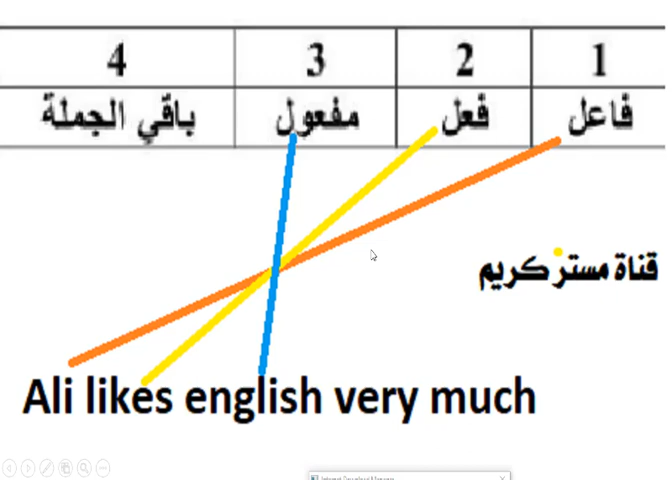 1 2 3 4
فاعل فعل مفعول باقي الجملة
قناة مستر كريم
Ali likes english very much